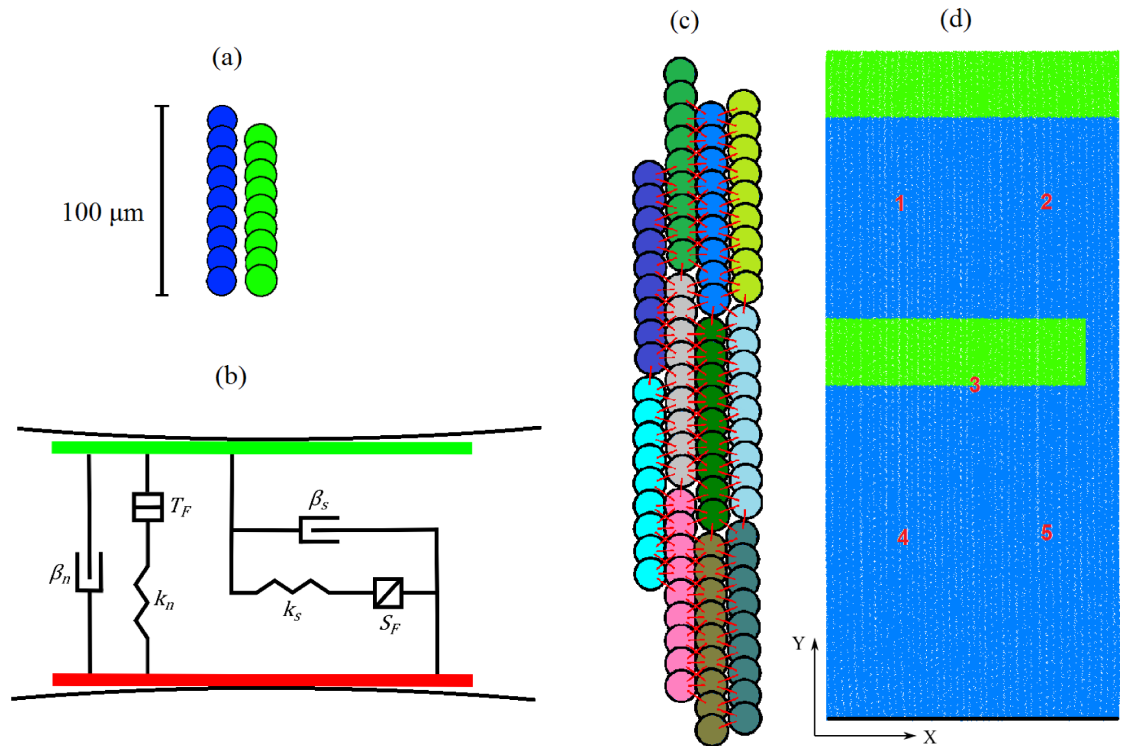 (a)
100 μm
(b)
β_n
T_F
k_n
β_s
k_s
S_F
(c)
(d)
1
2
3
4
5
Y
X